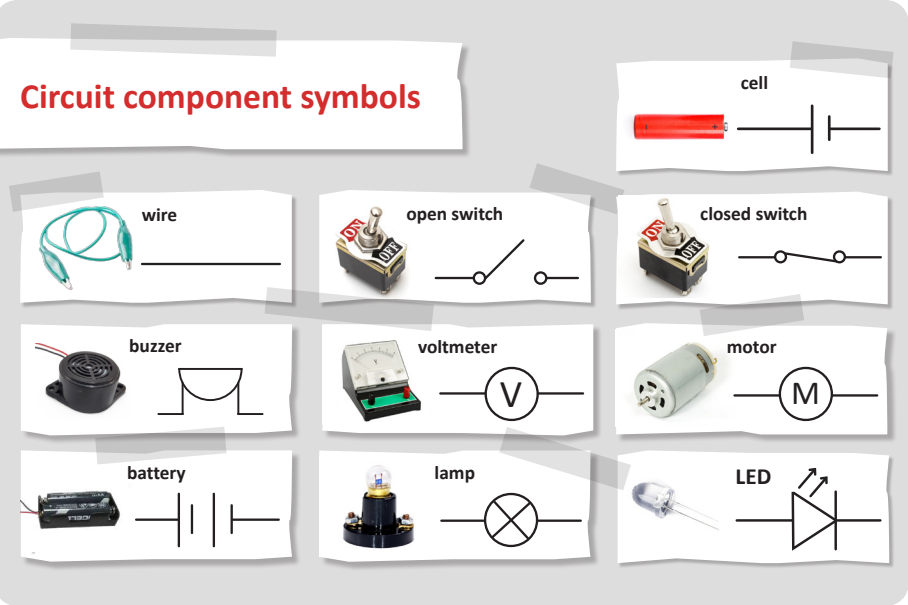 Circuit component symbols
cell
wire
open switch
ON
OFF
closed switch
ON
OFF
buzzer
voltmeter
V
V
motor
M
battery
lamp
LED